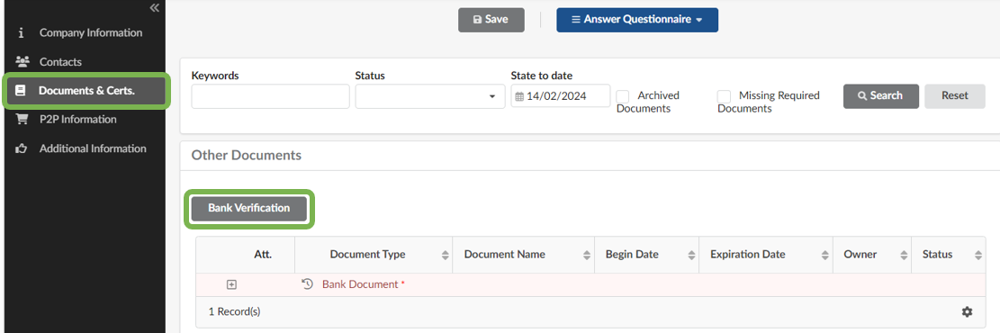 Company Information
Contacts
Documents & Certs.
P2P Information
Additional Information
Save
Answer Questionnaire
Keywords
Status
State to date
14/02/2024
Archived
Documents
Missing Required
Documents
Search
Reset
Other Documents
Bank Verification
Att. Document Type Document Name Begin Date Expiration Date Owner Status
Bank Document *
1 Record(s)